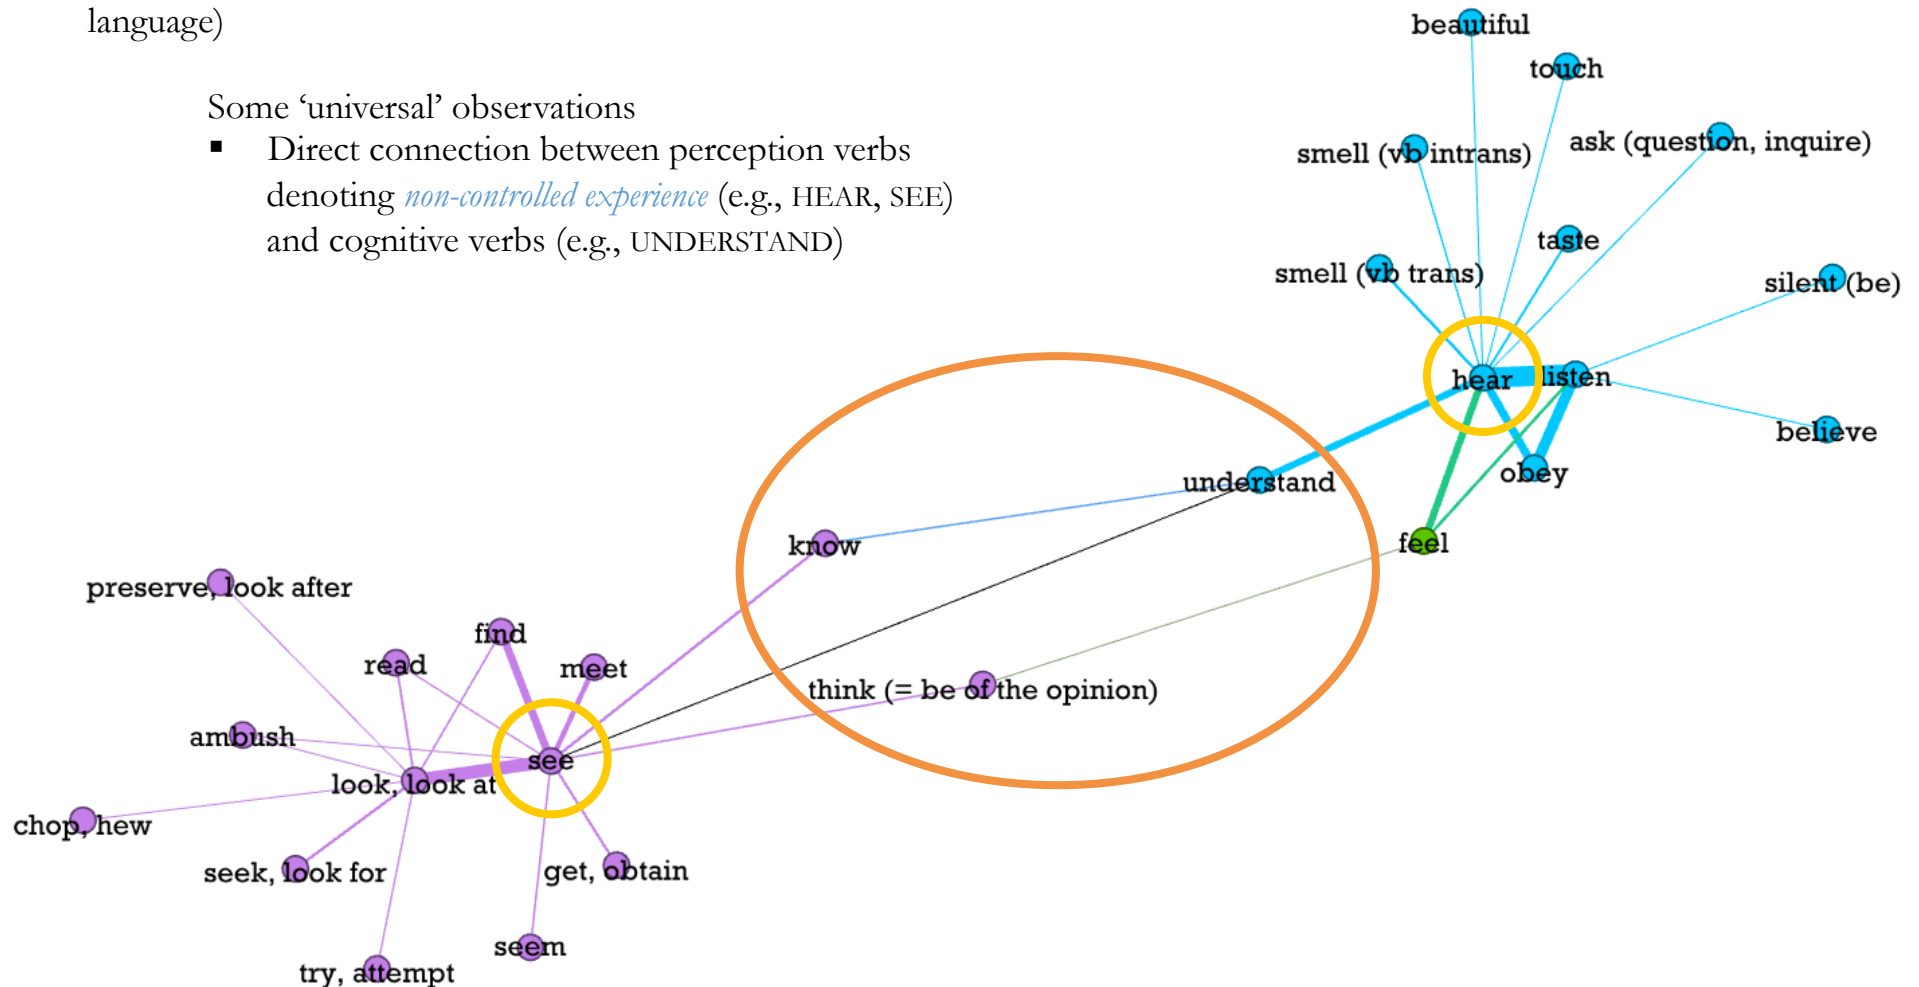 language)
Some ‘universal’ observations
▪ Direct connection between perception verbs
denoting non-controlled experience (e.g., HEAR, SEE)
and cognitive verbs (e.g., UNDERSTAND)
beautiful
touch
ask (question, inquire)
smell (vb intrans)
taste
smell (vb trans)
silent (be)
hear
listen
believe
obey
understand
feel
know
preserve, look after
find
read
meet
think (= be of the opinion)
ambush
see
look, look at
chop, hew
seek, look for
get, obtain
seem
try, attempt